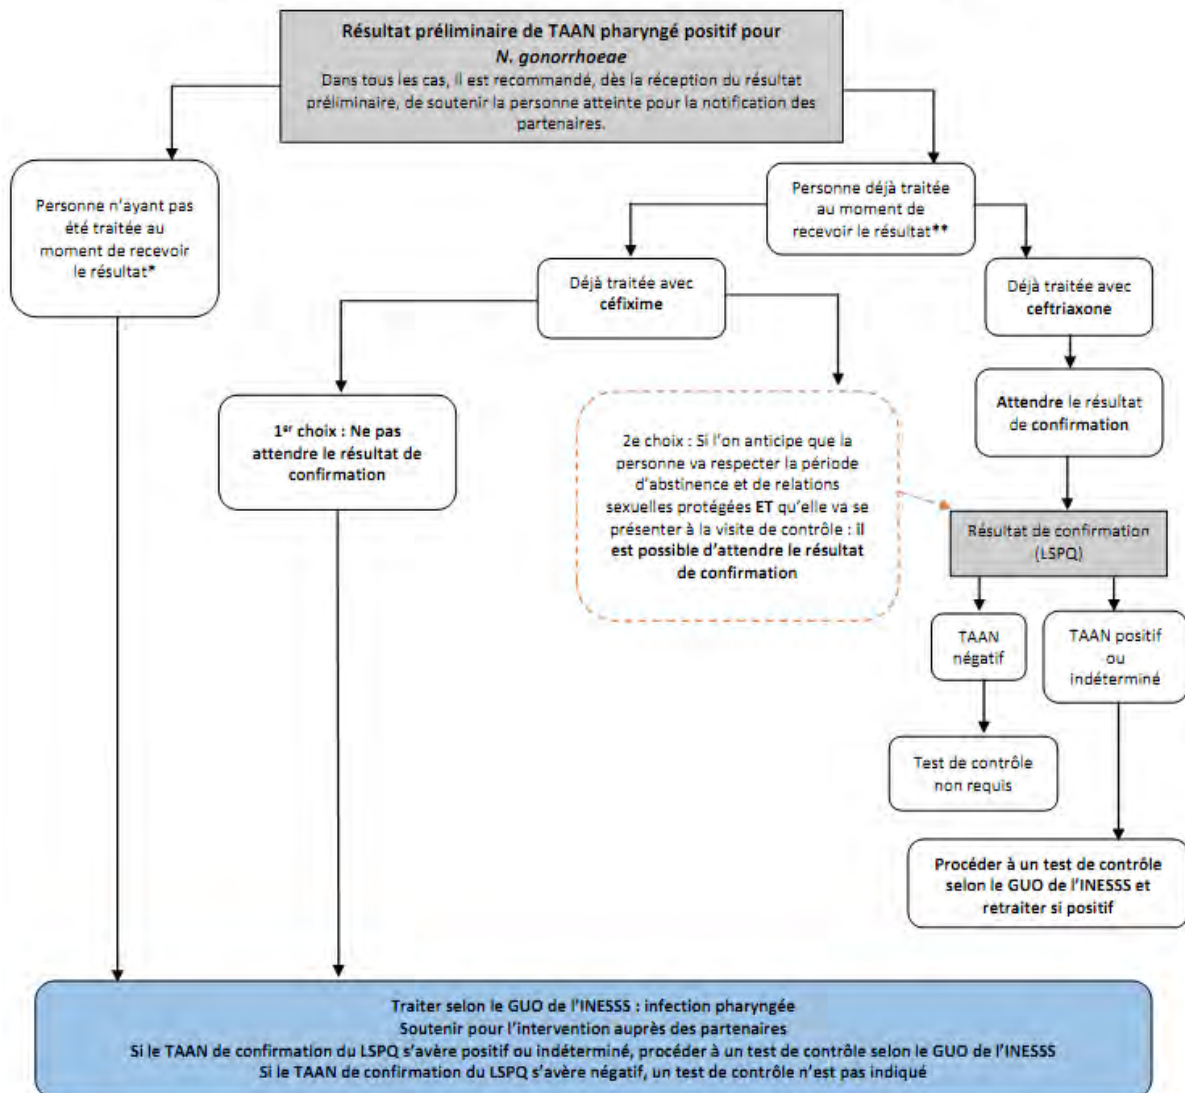 Résultat préliminaire de TAAN pharyngé positif pour
N. gonorrhoeae
Dans tous les cas, il est recommandé, dès la réception du résultat
préliminaire, de soutenir la personne atteinte pour la notification des
partenaires.
Personne n'ayant pas
été traitée au
moment de recevoir
le résultat*
Personne déjà traitée
au moment de
recevoir le résultat**
Déjà traitée avec
céfixime
Déjà traitée avec
ceftriaxone
1er choix : Ne pas
attendre le résultat de
confirmation
2e choix : Si l'on anticipe que la
personne va respecter la période
d'abstinence et de relations
sexuelles protégées ET qu'elle va se
présenter à la visite de contrôle : il
est possible d'attendre le résultat
de confirmation
Attendre le résultat
de confirmation
Résultat de confirmation
(LSPQ)
TAAN
négatif
TAAN positif
ou
indéterminé
Test de contrôle
non requis
Procéder à un test de contrôle
selon le GUO de l'INESSS et
retraiter si positif
Traiter selon le GUO de l'INESSS : infection pharyngée
Soutenir pour l'intervention auprès des partenaires
Si le TAAN de confirmation du LSPQ s'avère positif ou indéterminé, procéder à un test de contrôle selon le GUO de l'INESSS
Si le TAAN de confirmation du LSPQ s'avère négatif, un test de contrôle n'est pas indiqué